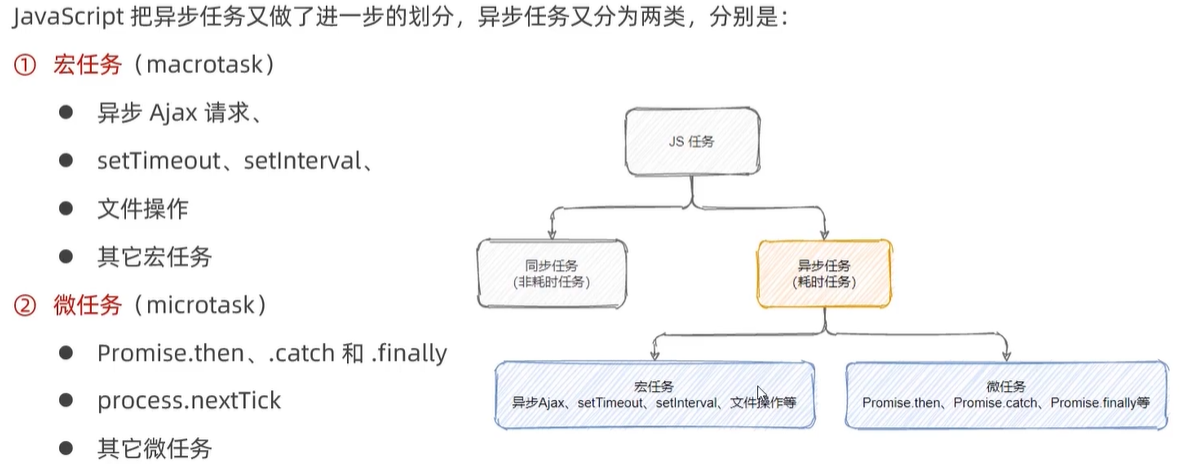 JavaScript 把异步任务又做了进一步的划分，异步任务又分为两类，分别是：
① 宏任务（macrotask）
● 异步 Ajax 请求、
● setTimeout、setInterval、
● 文件操作
● 其它宏任务
② 微任务（microtask）
● Promise.then、.catch 和 .finally
● process.nextTick
● 其它微任务
JS 任务
同步任务
(非耗时任务)
异步任务
(耗时任务)
宏任务
异步Ajax、setTimeout、setInterval、文件操作等
微任务
Promise.then、Promise.catch、Promise.finally等